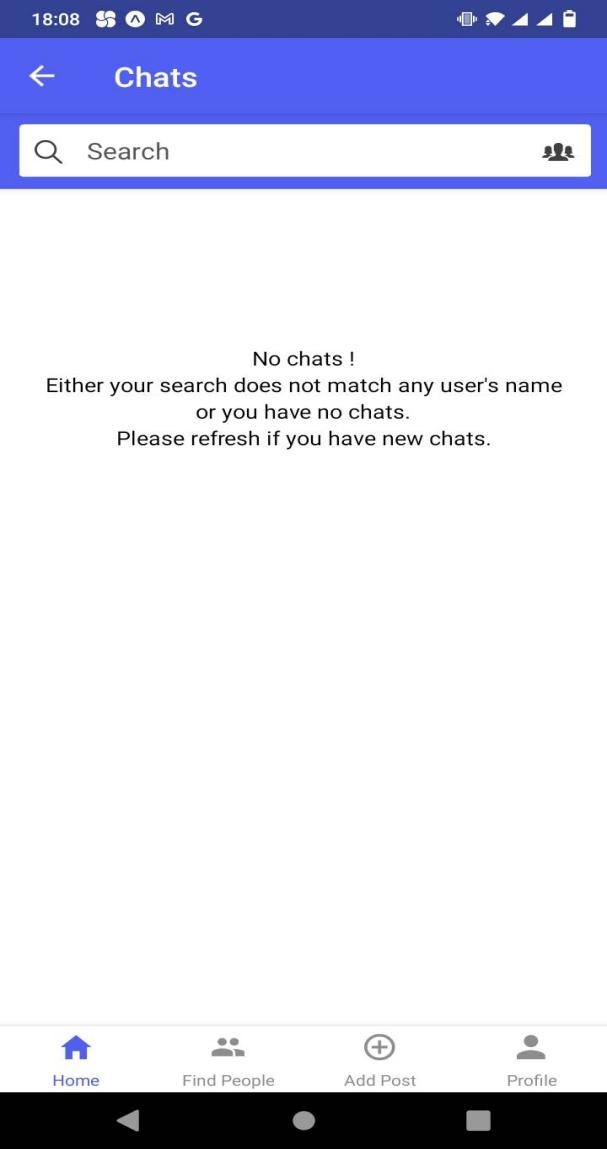 18:08
Chats
Search
No chats !
Either your search does not match any user's name
or you have no chats.
Please refresh if you have new chats.
Home Find People Add Post Profile